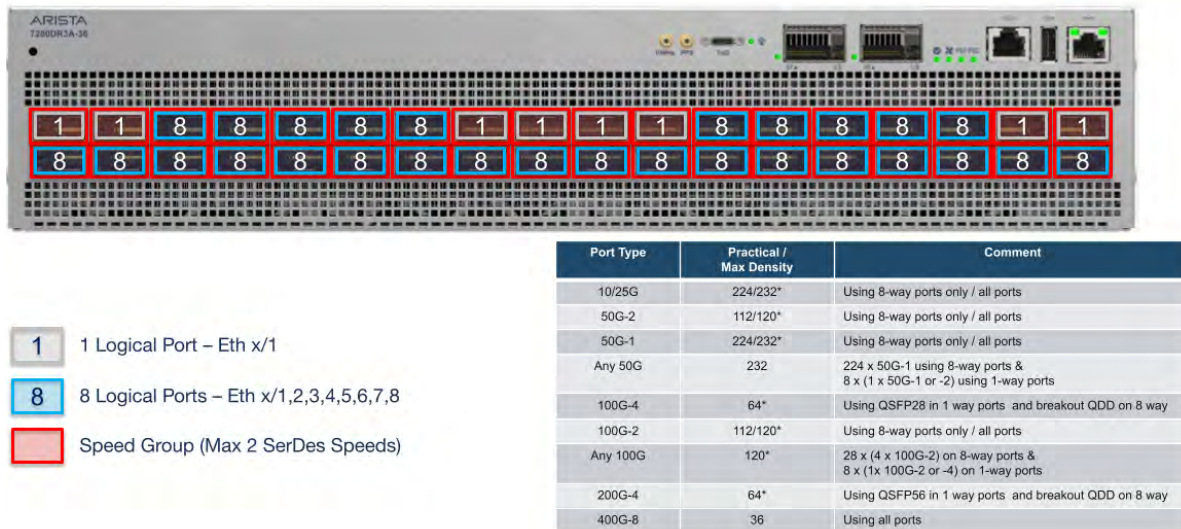 ARISTA
7280DR3A-36
1 1 8 8 8 8 8 1 1 1 1 8 8 8 8 8 1 1
8 8 8 8 8 8 8 8 8 8 8 8 8 8 8 8 8 8
Port Type Practical / Max Density Comment
10/25G 224/232* Using 8-way ports only / all ports
50G-2 112/120* Using 8-way ports only / all ports
50G-1 224/232* Using 8-way ports only / all ports
Any 50G 232 224 x 50G-1 using 8-way ports &
8 x (1 x 50G-1 or -2) using 1-way ports
100G-4 64* Using QSFP28 in 1 way ports and breakout QDD on 8 way
100G-2 112/120* Using 8-way ports only / all ports
Any 100G 120* 28 x (4 x 100G-2) on 8-way ports &
8 x (1x 100G-2 or -4) on 1-way ports
200G-4 64* Using QSFP56 in 1 way ports and breakout QDD on 8 way
400G-8 36 Using all ports
1 1 Logical Port – Eth x/1
8 8 Logical Ports – Eth x/1,2,3,4,5,6,7,8
Speed Group (Max 2 SerDes Speeds)